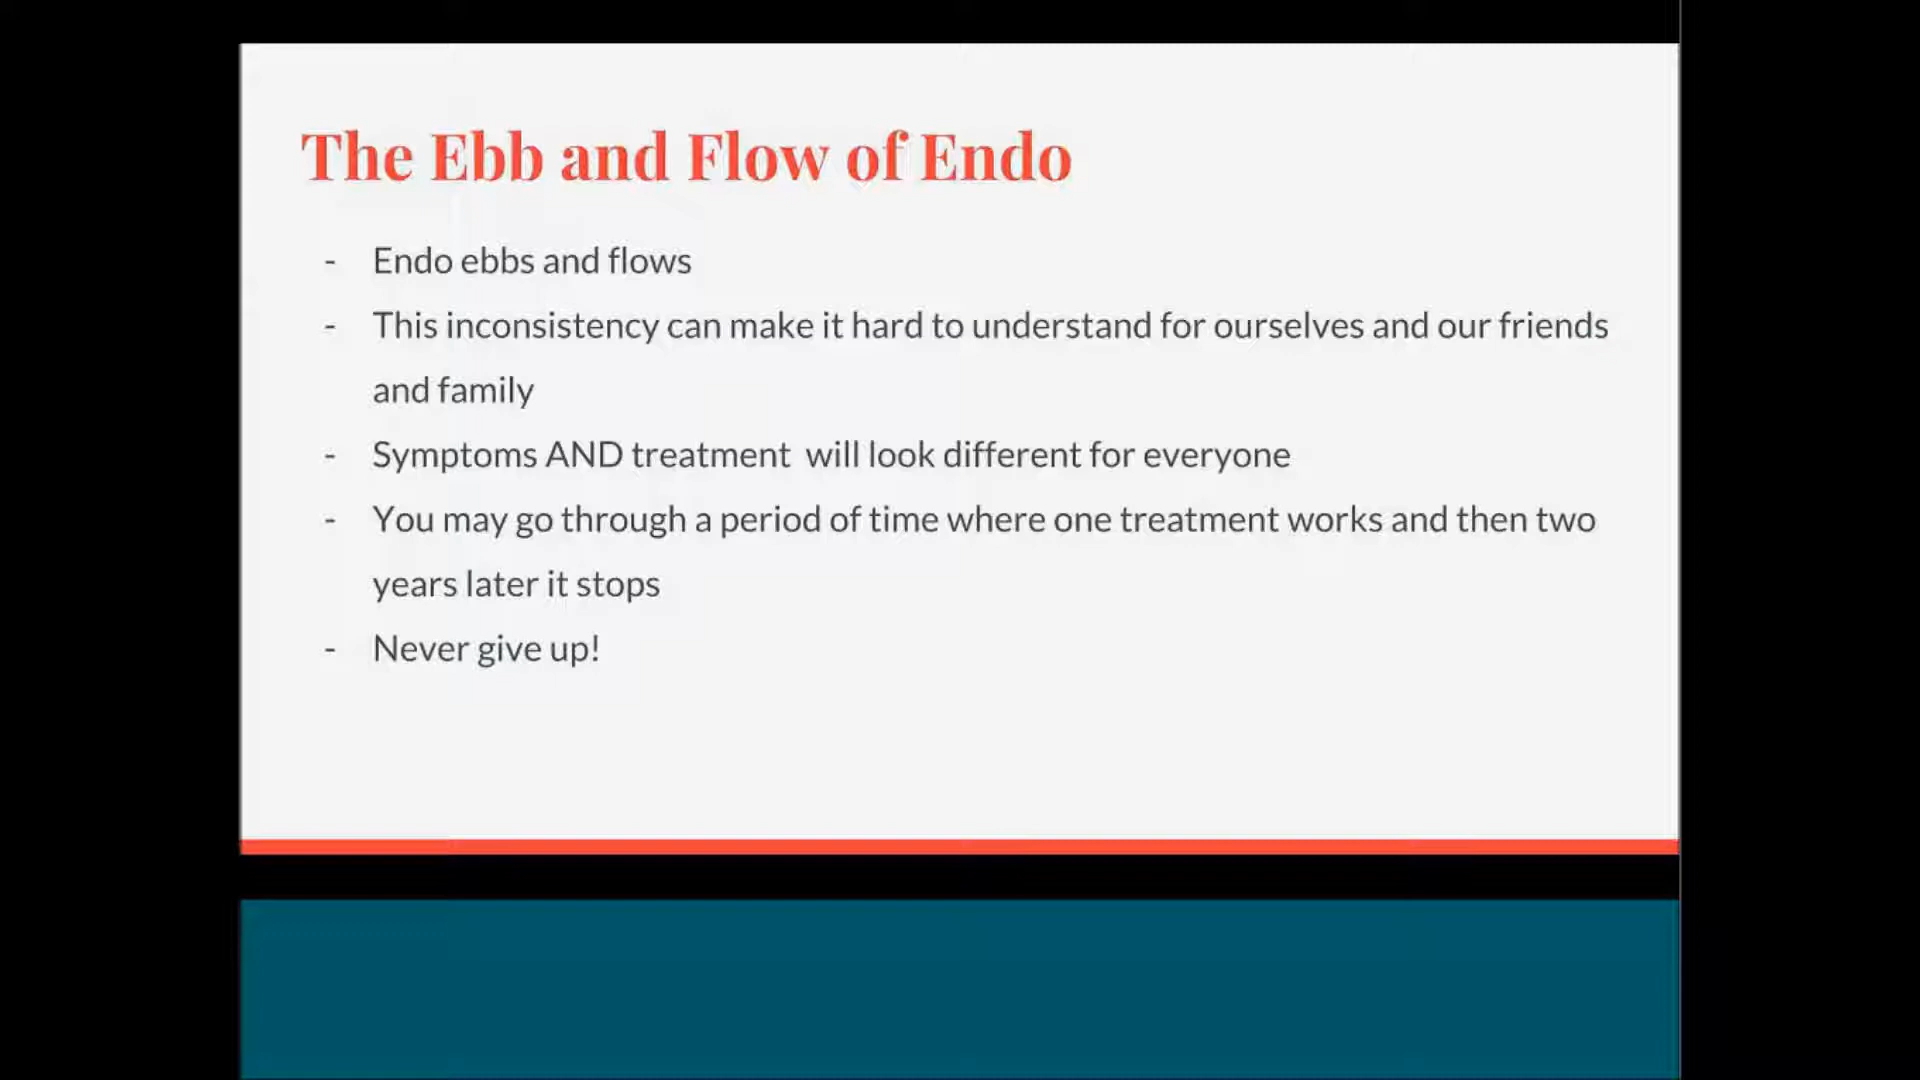 The Ebb and Flow of Endo
- Endo ebbs and flows
- This inconsistency can make it hard to understand for ourselves and our friends
and family
- Symptoms AND treatment  will look different for everyone
- You may go through a period of time where one treatment works and then two
years later it stops
- Never give up!